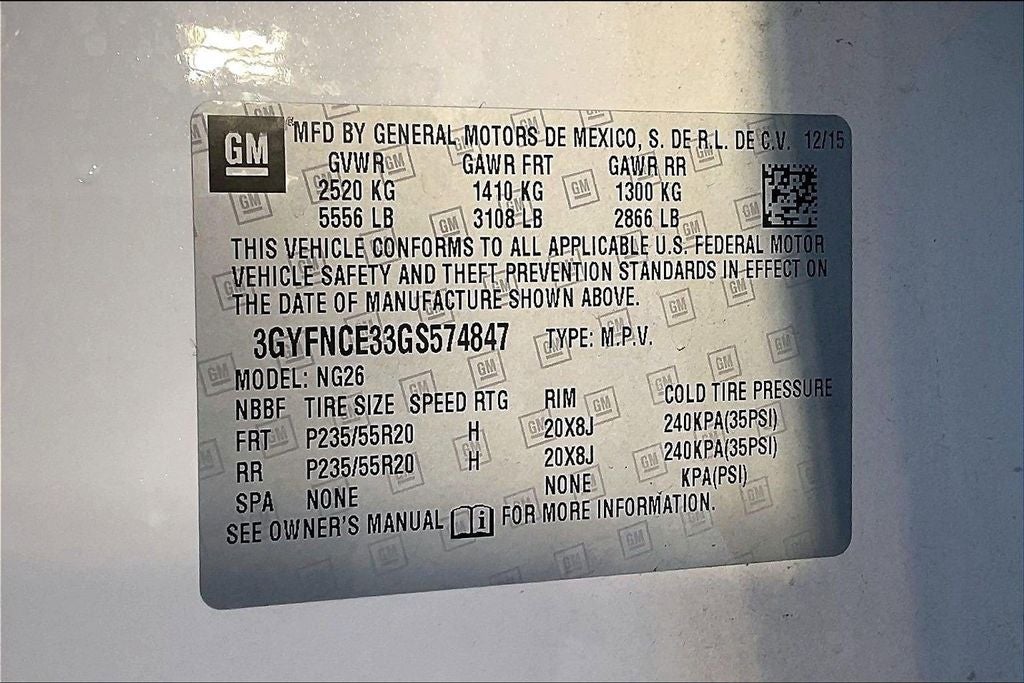 GM
MFD BY GENERAL MOTORS DE MEXICO, S. DE R.L. DE C.V. 12/15
GVWR GAWR FRT GAWR RR
2520 KG 1410 KG 1300 KG
5556 LB 3108 LB 2866 LB
THIS VEHICLE CONFORMS TO ALL APPLICABLE U.S. FEDERAL MOTOR
VEHICLE SAFETY AND THEFT PREVENTION STANDARDS IN EFFECT ON
THE DATE OF MANUFACTURE SHOWN ABOVE.
3GYFNCE33GS574847 TYPE: M.P.V.
MODEL: NG26
NBBF TIRE SIZE SPEED RTG RIM COLD TIRE PRESSURE
FRT P235/55R20 H 20X8J 240KPA(35PSI)
RR P235/55R20 H 20X8J 240KPA(35PSI)
SPA NONE NONE KPA(PSI)
SEE OWNER'S MANUAL i FOR MORE INFORMATION.